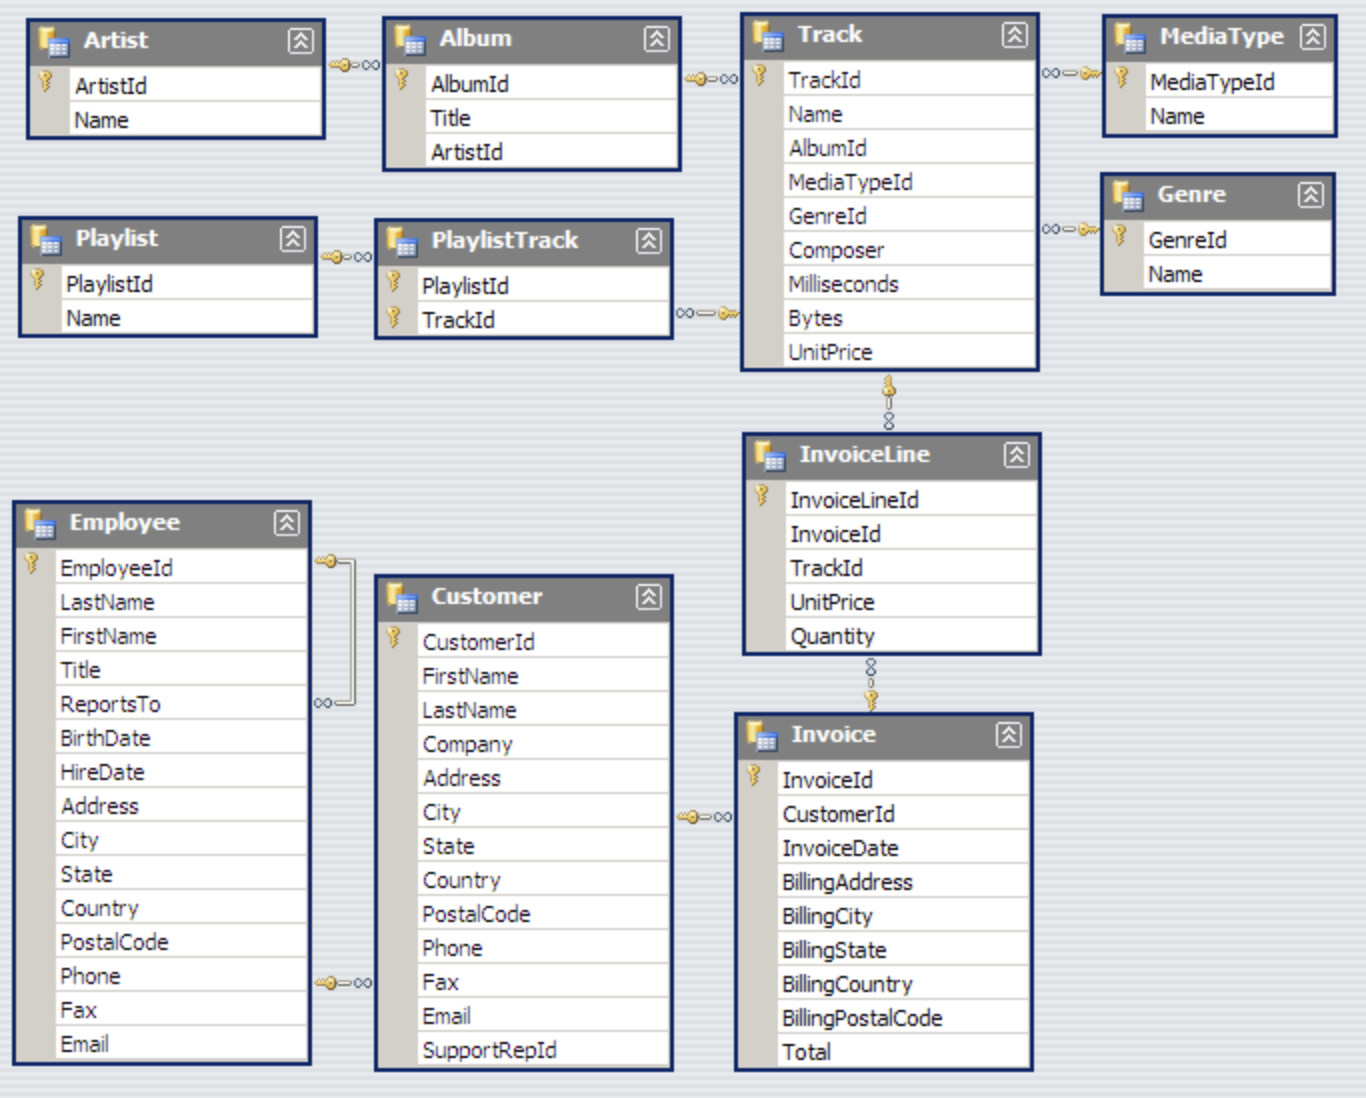 Artist
ArtistId
Name
Album
AlbumId
Title
ArtistId
Track
TrackId
Name
AlbumId
MediaTypeId
GenreId
Composer
Milliseconds
Bytes
UnitPrice
MediaType
MediaTypeId
Name
Genre
GenreId
Name
Playlist
PlaylistId
Name
PlaylistTrack
PlaylistId
TrackId
InvoiceLine
InvoiceLineId
InvoiceId
TrackId
UnitPrice
Quantity
Employee
EmployeeId
LastName
FirstName
Title
ReportsTo
BirthDate
HireDate
Address
City
State
Country
PostalCode
Phone
Fax
Email
Customer
CustomerId
FirstName
LastName
Company
Address
City
State
Country
PostalCode
Phone
Fax
Email
SupportRepId
Invoice
InvoiceId
CustomerId
InvoiceDate
BillingAddress
BillingCity
BillingState
BillingCountry
BillingPostalCode
Total